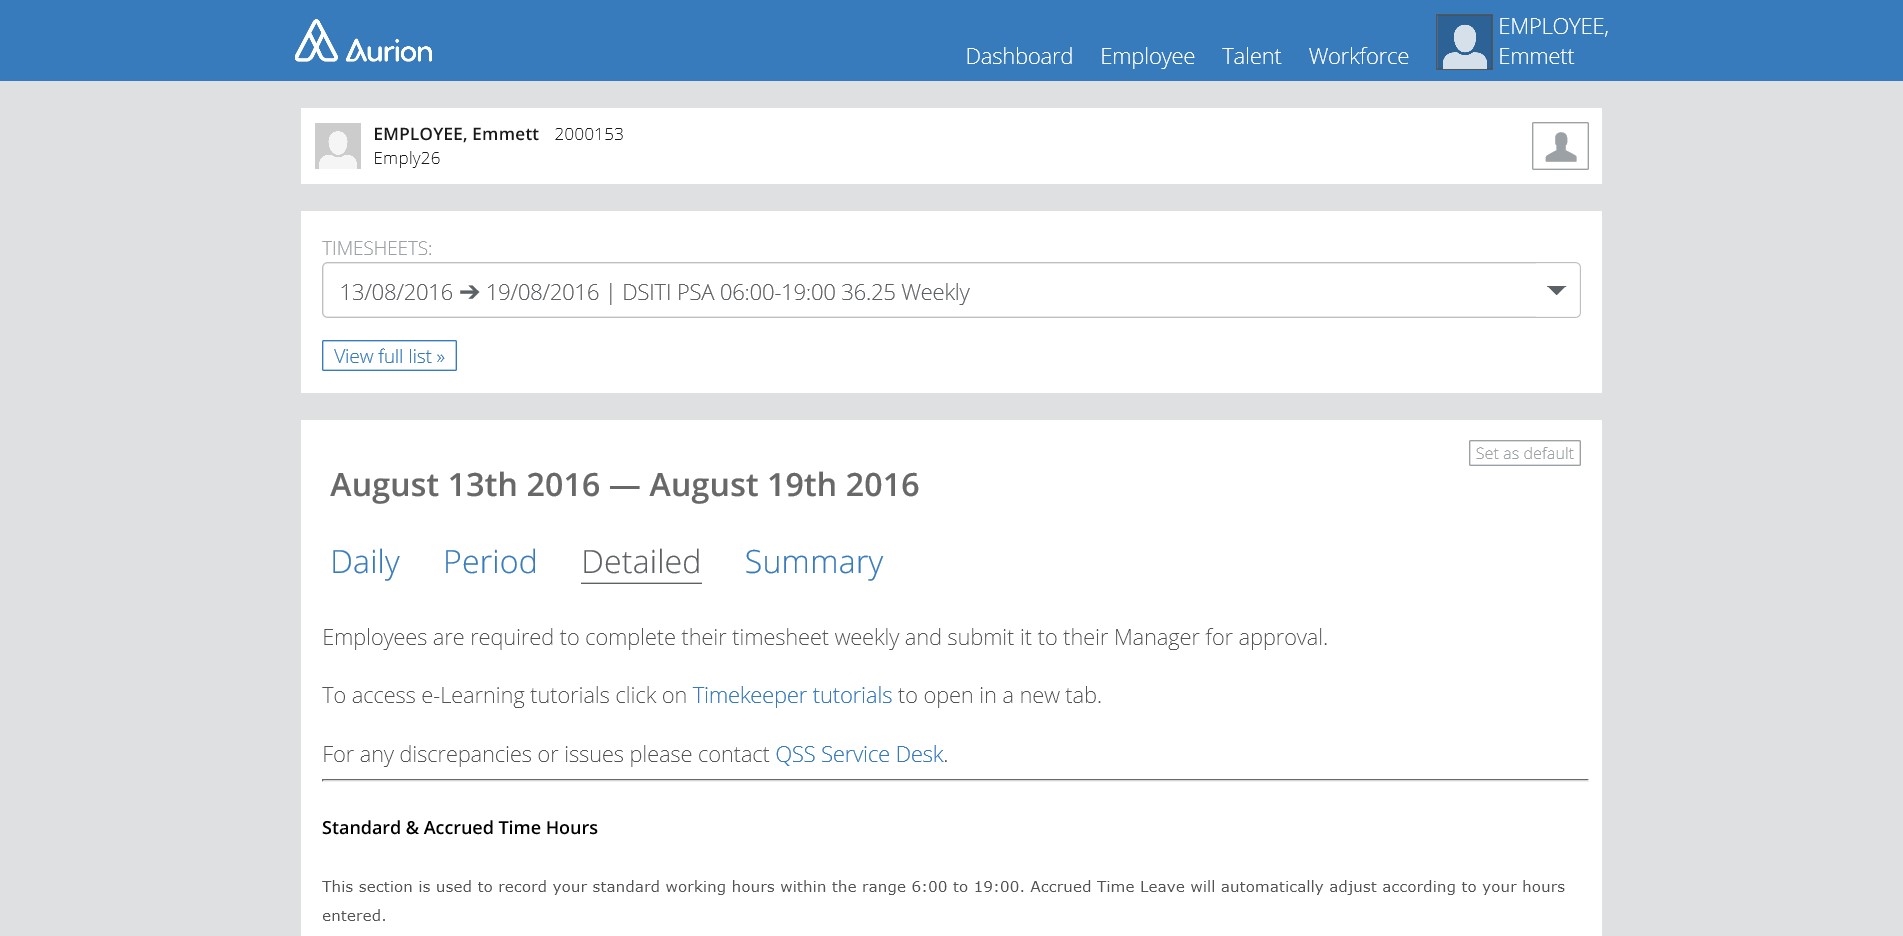 Aurion
Dashboard Employee Talent Workforce
EMPLOYEE,
Emmett
EMPLOYEE, Emmett 2000153
Emply26
TIMESHEETS:
13/08/2016 ➔ 19/08/2016 | DSITI PSA 06:00-19:00 36.25 Weekly
View full list »
Set as default
August 13th 2016 — August 19th 2016
Daily Period Detailed Summary
Employees are required to complete their timesheet weekly and submit it to their Manager for approval.
To access e-Learning tutorials click on Timekeeper tutorials to open in a new tab.
For any discrepancies or issues please contact QSS Service Desk.
Standard & Accrued Time Hours
This section is used to record your standard working hours within the range 6:00 to 19:00. Accrued Time Leave will automatically adjust according to your hours
entered.